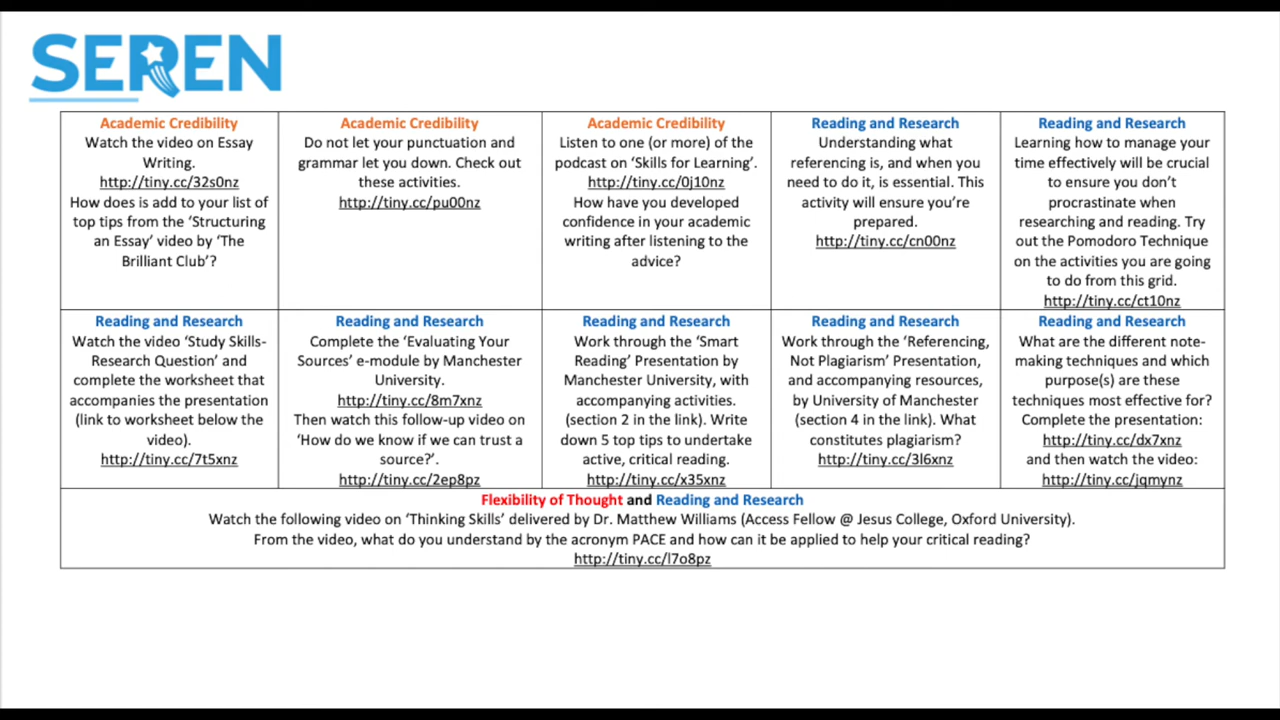 SEREN
Academic Credibility
Watch the video on Essay
Writing.
http://tiny.cc/32s0nz
How does is add to your list of
top tips from the ‘Structuring
an Essay’ video by ‘The
Brilliant Club’?
Academic Credibility
Do not let your punctuation and
grammar let you down. Check out
these activities.
http://tiny.cc/pu00nz
Academic Credibility
Listen to one (or more) of the
podcast on ‘Skills for Learning’.
http://tiny.cc/0j10nz
How have you developed
confidence in your academic
writing after listening to the
advice?
Reading and Research
Understanding what
referencing is, and when you
need to do it, is essential. This
activity will ensure you’re
prepared.
http://tiny.cc/cn00nz
Reading and Research
Learning how to manage your
time effectively will be crucial
to ensure you don’t
procrastinate when
researching and reading. Try
out the Pomodoro Technique
on the activities you are going
to do from this grid.
http://tiny.cc/ct10nz
Reading and Research
Watch the video ‘Study Skills-
Research Question’ and
complete the worksheet that
accompanies the presentation
(link to worksheet below the
video).
http://tiny.cc/7t5xnz
Reading and Research
Complete the ‘Evaluating Your
Sources’ e-module by Manchester
University.
http://tiny.cc/8m7xnz
Then watch this follow-up video on
‘How do we know if we can trust a
source?’.
http://tiny.cc/2ep8pz
Reading and Research
Work through the ‘Smart
Reading’ Presentation by
Manchester University, with
accompanying activities.
(section 2 in the link). Write
down 5 top tips to undertake
active, critical reading.
http://tiny.cc/x35xnz
Reading and Research
Work through the ‘Referencing,
Not Plagiarism’ Presentation,
and accompanying resources,
by University of Manchester
(section 4 in the link). What
constitutes plagiarism?
http://tiny.cc/3l6xnz
Reading and Research
What are the different note-
making techniques and which
purpose(s) are these
techniques most effective for?
Complete the presentation:
http://tiny.cc/dx7xnz
and then watch the video:
http://tiny.cc/jqmynz
Flexibility of Thought and Reading and Research
Watch the following video on ‘Thinking Skills’ delivered by Dr. Matthew Williams (Access Fellow @ Jesus College, Oxford University).
From the video, what do you understand by the acronym PACE and how can it be applied to help your critical reading?
http://tiny.cc/l7o8pz